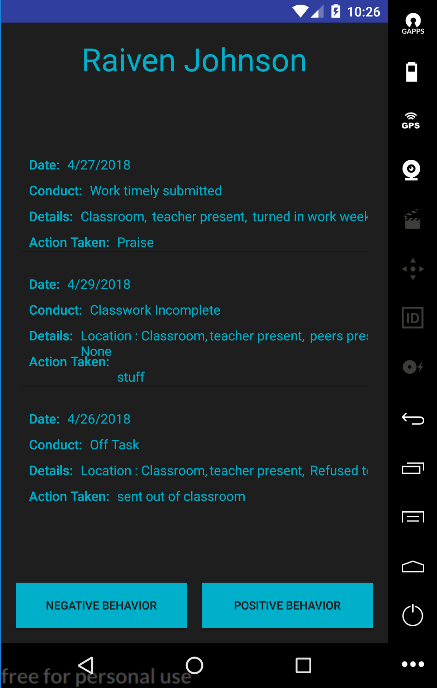 10:26
GAPPS
Raiven Johnson
GPS
Date: 4/27/2018
Conduct: Work timely submitted
Details: Classroom, teacher present, turned in work week
Action Taken: Praise
Date: 4/29/2018
Conduct: Classwork Incomplete
Details: Location : Classroom, teacher present, peers pres
None
Action Taken:
stuff
ID
Date: 4/26/2018
Conduct: Off Task
Details: Location : Classroom, teacher present, Refused to
Action Taken: sent out of classroom
NEGATIVE BEHAVIOR
POSITIVE BEHAVIOR
free for personal use